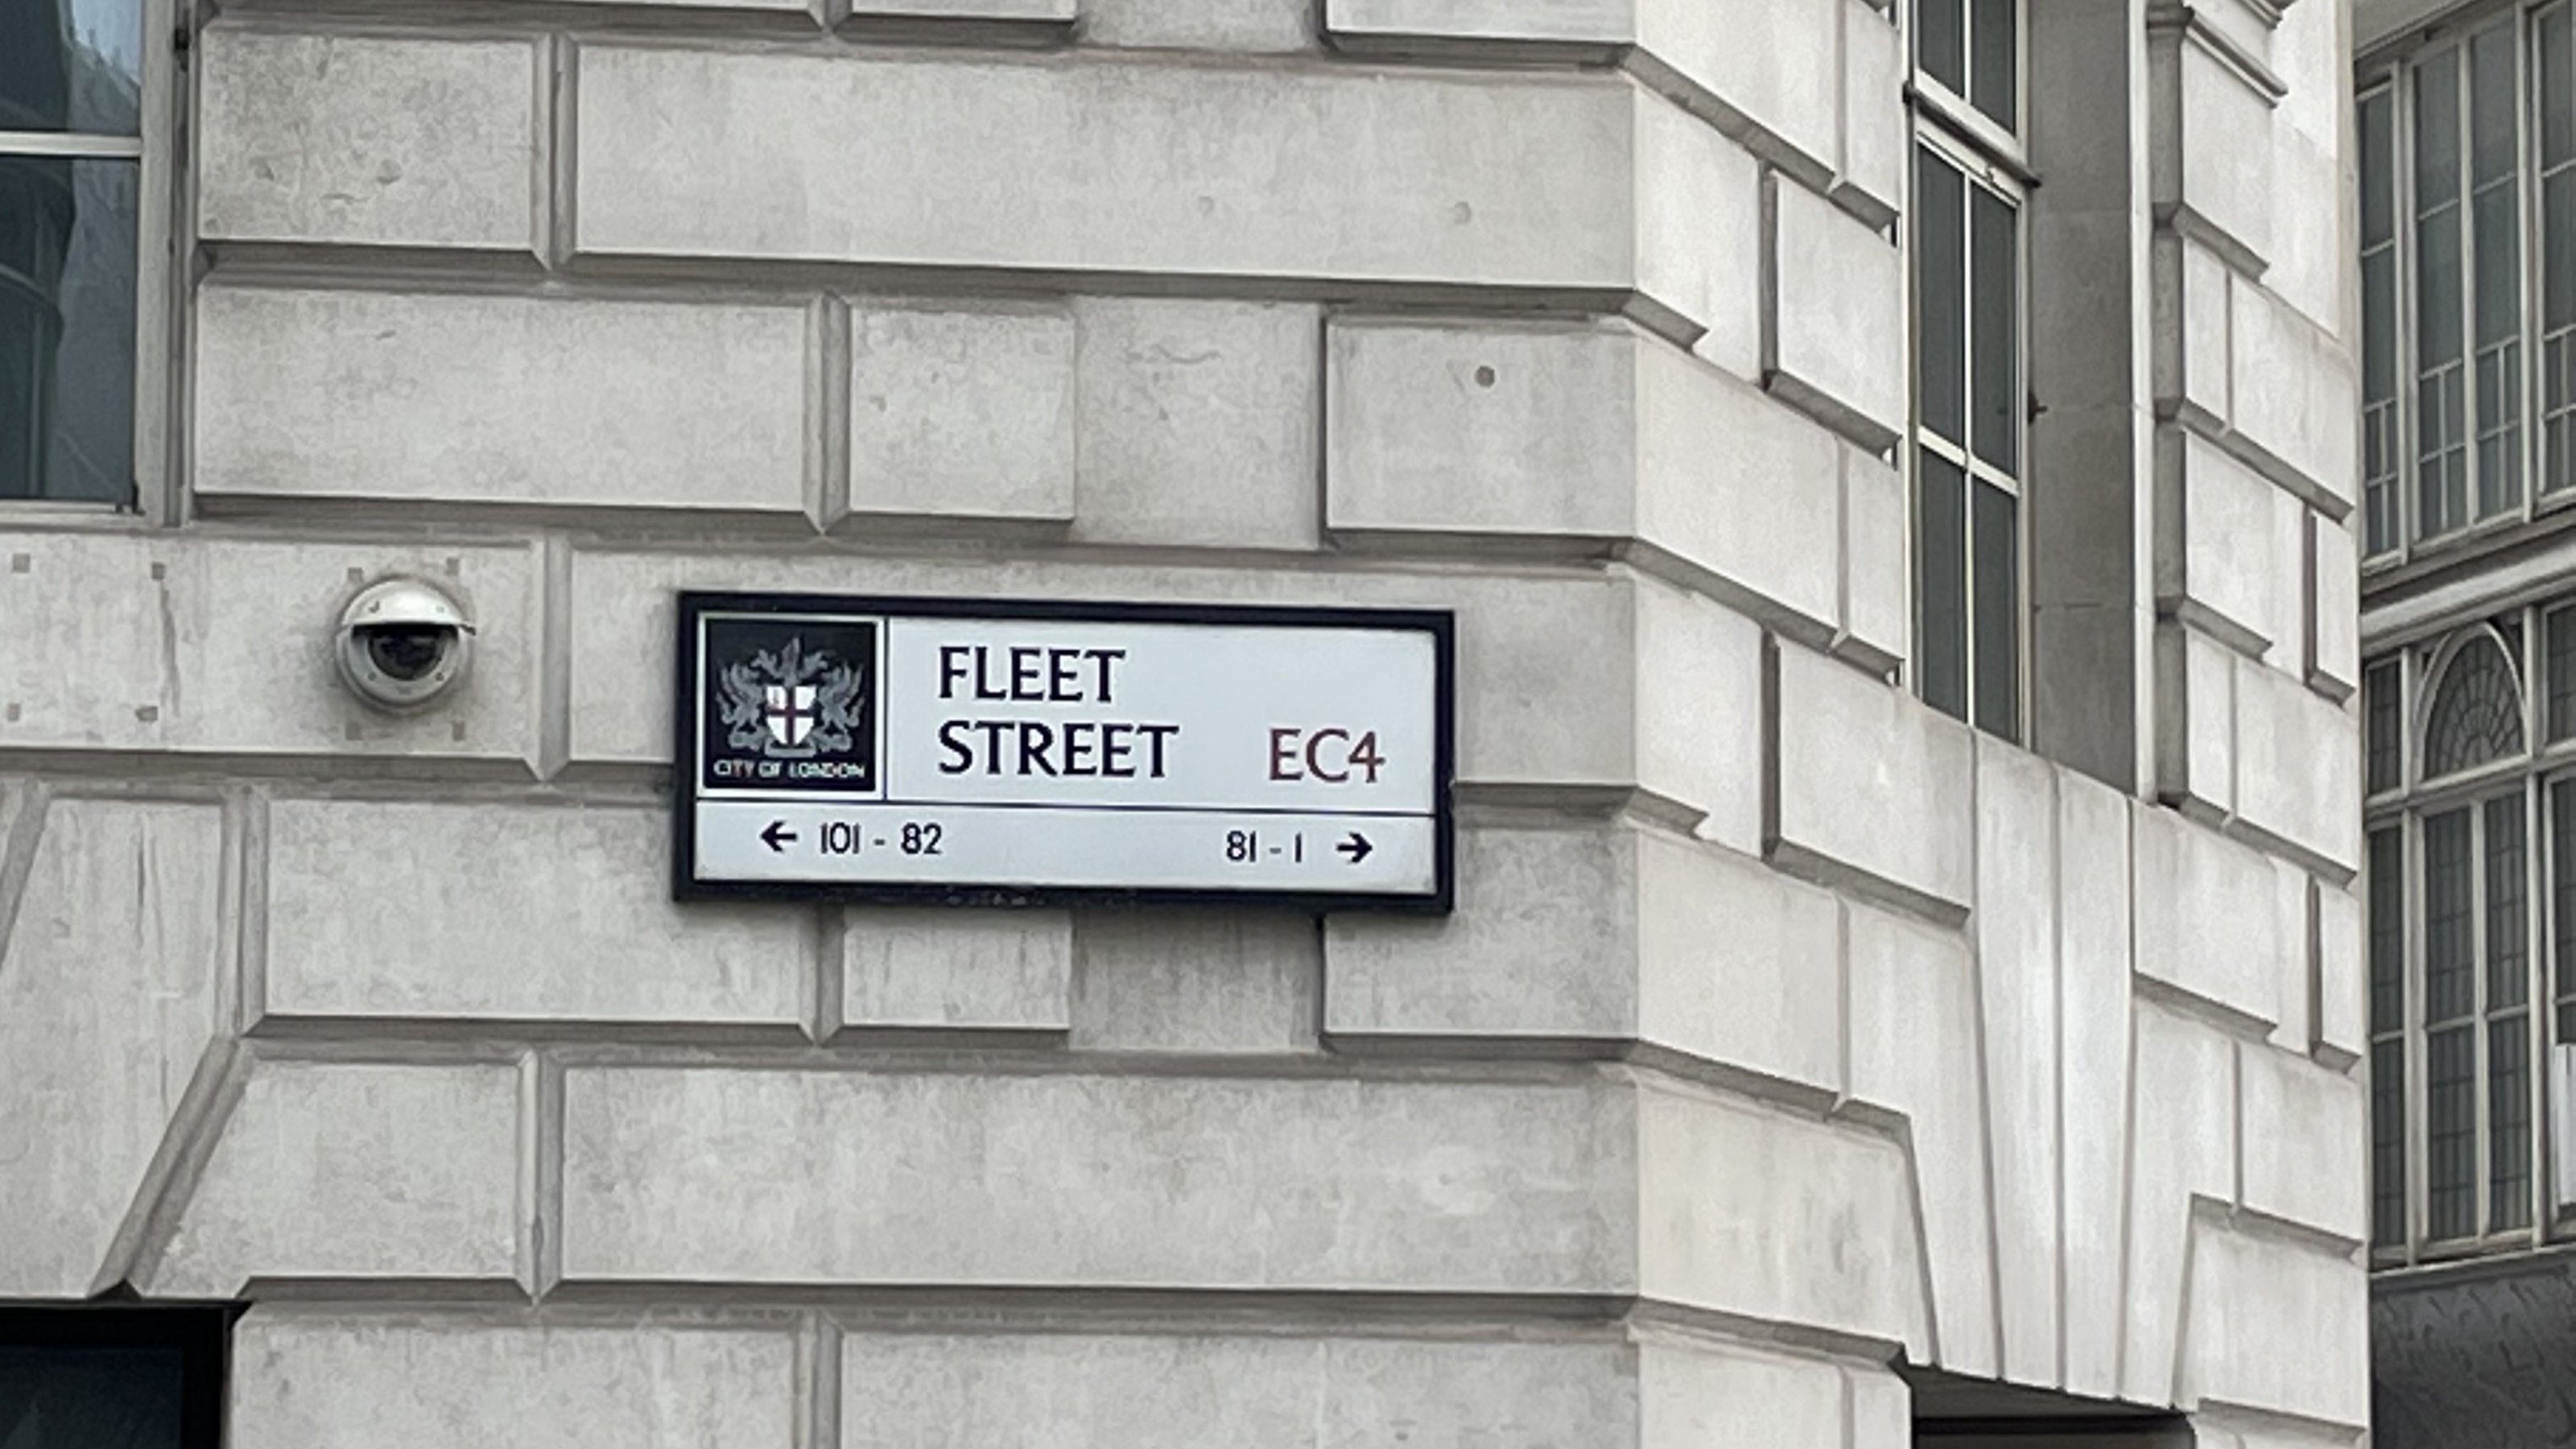 CITY OF LONDON
FLEET
STREET EC4
← 101 - 82 81 - 1 →